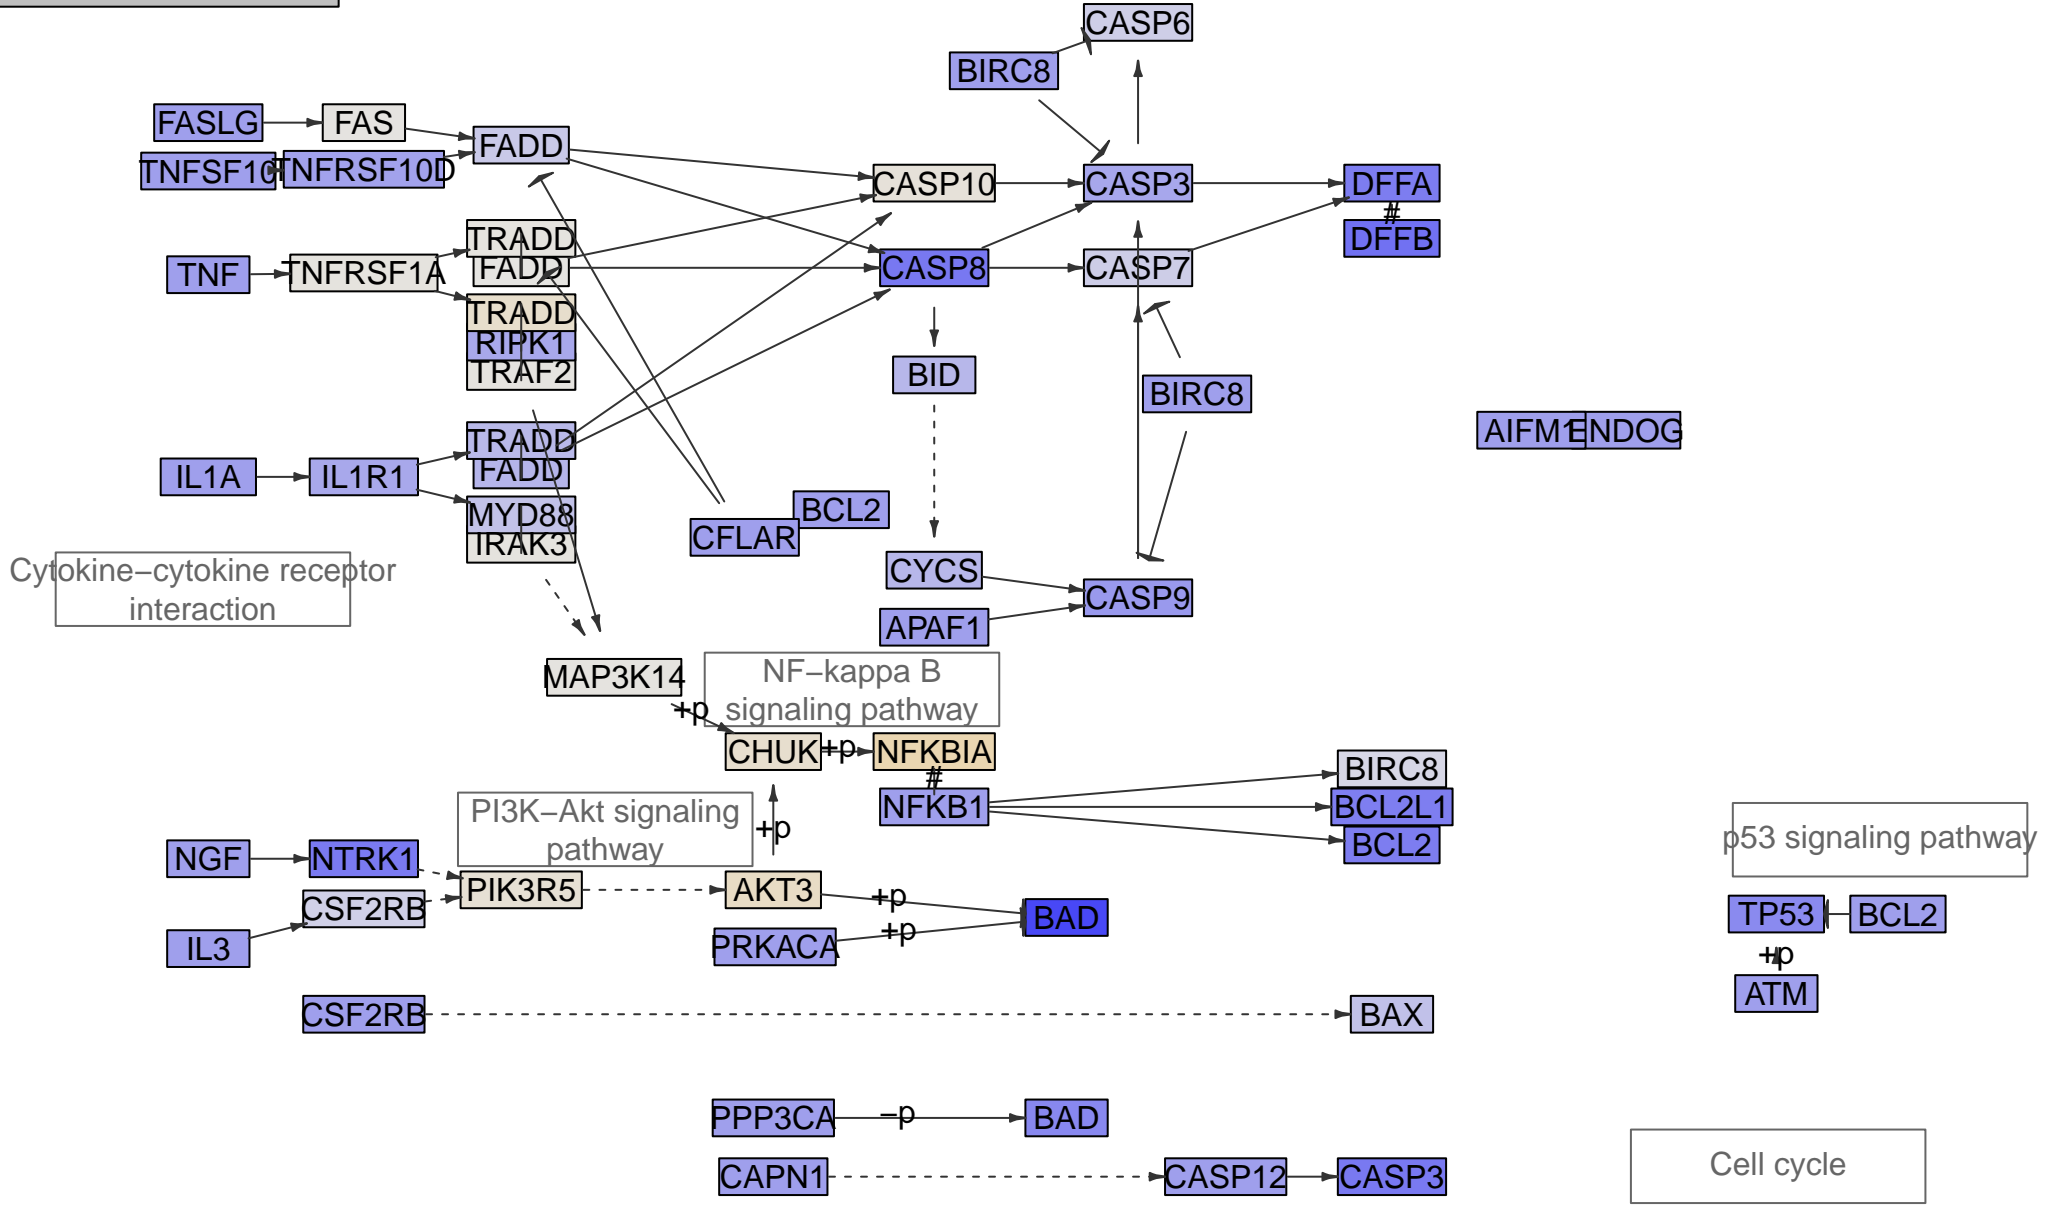 CASP6
BIRC8
FASLG
FAS
FADD
TNFSF10
TNFRSF10D
CASP10
CASP3
DFFA
#
DFFB
TRADD
FADD
TNF
TNFRSF1A
CASP8
CASP7
TRADD
RIPK1
TRAF2
BID
BIRC8
TRADD
FADD
AIFM1
ENDOG
IL1A
IL1R1
MYD88
IRAK3
BCL2
CFLAR
Cytokine–cytokine receptor
interaction
CYCS
CASP9
APAF1
MAP3K14
NF–kappa B
signaling pathway
+p
CHUK
+p
NFKBIA
#
NFKB1
BIRC8
BCL2L1
BCL2
PI3K–Akt signaling
pathway
+p
p53 signaling pathway
NGF
NTRK1
PIK3R5
AKT3
+p
CSF2RB
IL3
BAD
PRKACA
+p
TP53
BCL2
+p
ATM
CSF2RB
BAX
PPP3CA
–p
BAD
CAPN1
CASP12
CASP3
Cell cycle